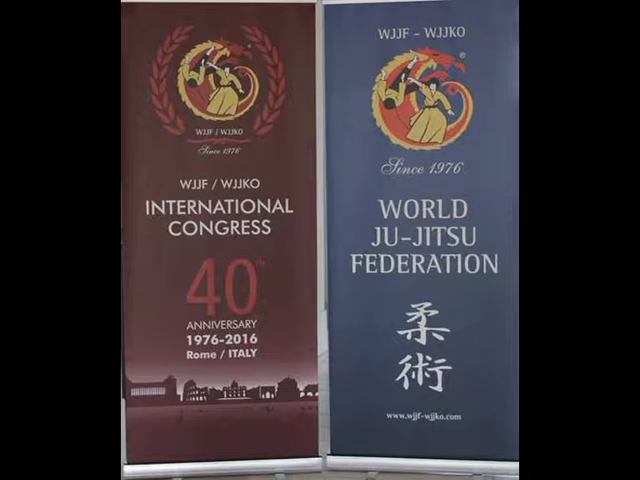 WJJF / WJJKO
Since 1976
WJJF / WJJKO
INTERNATIONAL
CONGRESS
40th
ANNIVERSARY
1976-2016
Rome / ITALY
WJJF - WJJKO
®
Since 1976
WORLD
JU-JITSU
FEDERATION
柔
術
www.wjjf-wjjko.com